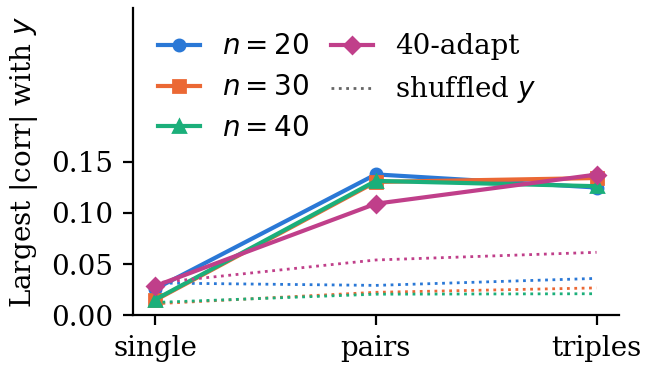 Largest |corr| with y
n = 20
n = 30
n = 40
40-adapt
shuffled y
0.15
0.10
0.05
0.00
single
pairs
triples